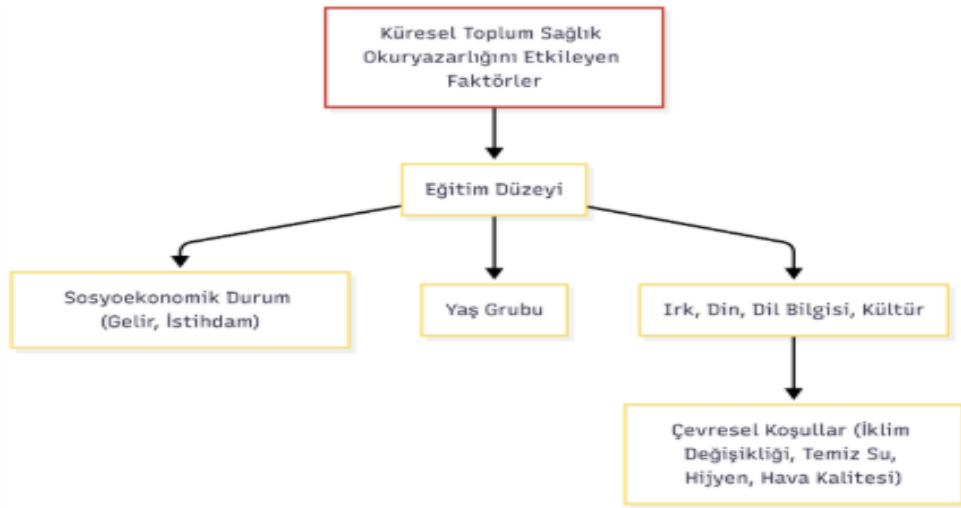 Küresel Toplum Sağlık
Okuryazarlığını Etkileyen
Faktörler
Eğitim Düzeyi
Sosyoekonomik Durum
(Gelir, İstihdam)
Yaş Grubu
Irk, Din, Dil Bilgisi, Kültür
Çevresel Koşullar (İklim
Değişikliği, Temiz Su,
Hijyen, Hava Kalitesi)